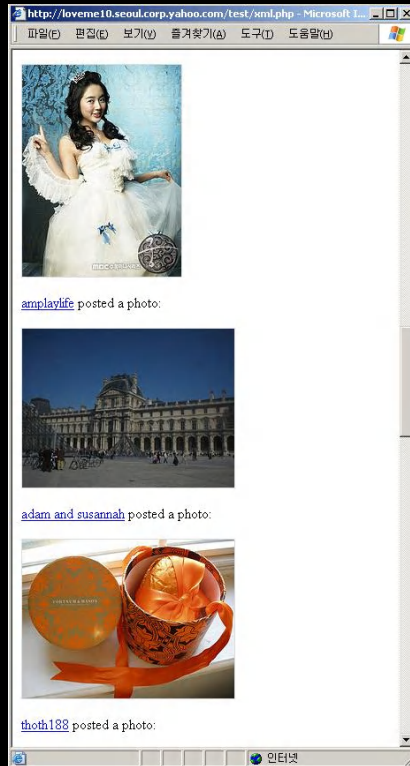 http://loveme10.seoul.corp.yahoo.com/test/xml.php - Microsoft I...
파일(F) 편집(E) 보기(V) 즐겨찾기(A) 도구(T) 도움말(H)
amplaylife posted a photo:
adam and susannah posted a photo:
thoth188 posted a photo:
인터넷